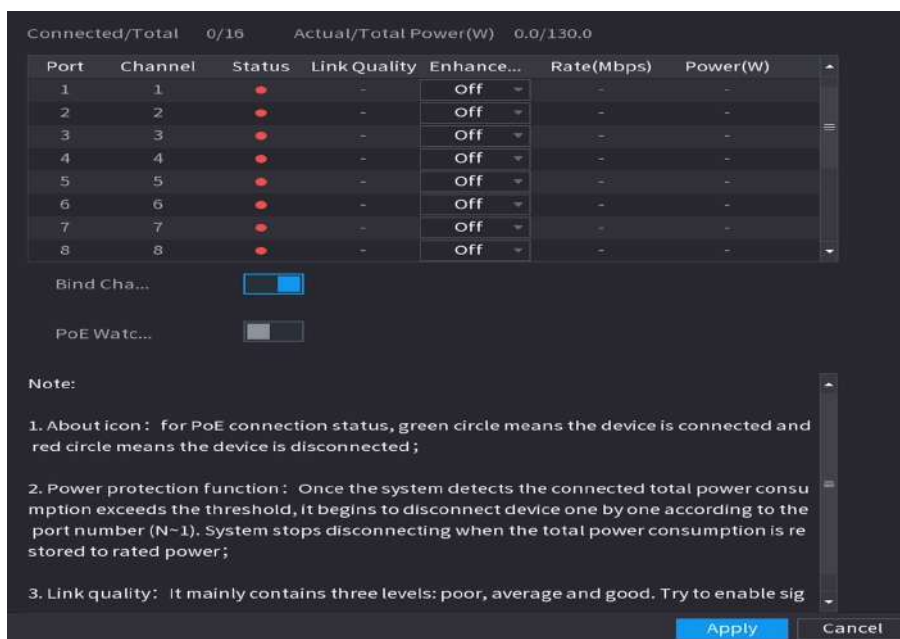 Connected/Total 0/16 Actual/Total Power(W) 0.0/130.0
Port Channel Status Link Quality Enhance... Rate(Mbps) Power(W)
1 1 - Off - -
2 2 - Off - -
3 3 - Off - -
4 4 - Off - -
5 5 - Off - -
6 6 - Off - -
7 7 - Off - -
8 8 - Off - -
Bind Cha...
PoE Watc...
Note:
1. About icon: for PoE connection status, green circle means the device is connected and
red circle means the device is disconnected;
2. Power protection function: Once the system detects the connected total power consu
mption exceeds the threshold, it begins to disconnect device one by one according to the
port number (N~1). System stops disconnecting when the total power consumption is re
stored to rated power;
3. Link quality: It mainly contains three levels: poor, average and good. Try to enable sig
Apply Cancel